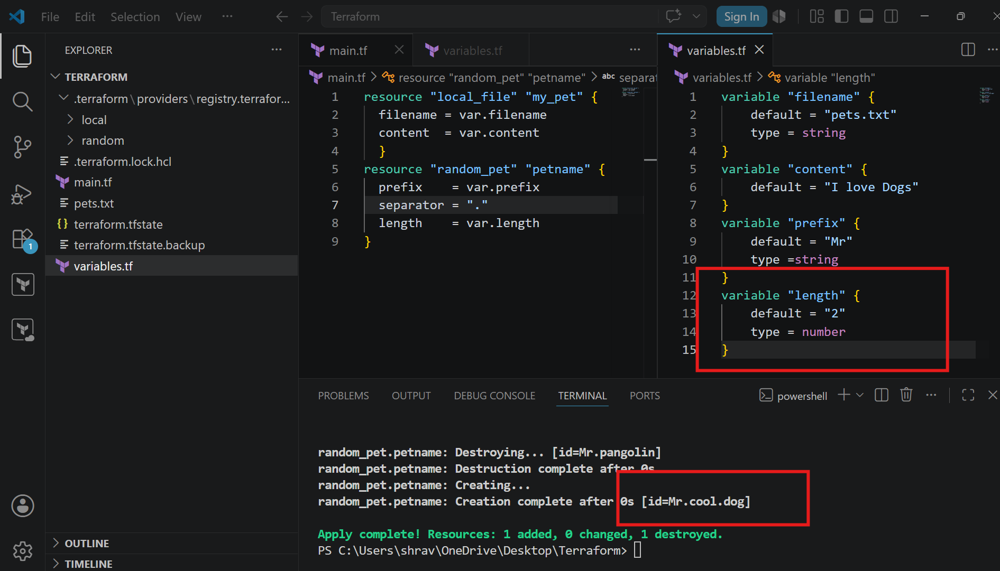 File Edit Selection View ... Terraform Sign In
EXPLORER
TERRAFORM
.terraform\providers\registry.terrafor...
local
random
.terraform.lock.hcl
main.tf
pets.txt
{} terraform.tfstate
terraform.tfstate.backup
variables.tf
1
OUTLINE
TIMELINE
main.tf variables.tf ...
main.tf > resource "random_pet" "petname" > abc separat
1 resource "local_file" "my_pet" {
2 filename = var.filename
3 content  = var.content
4 }
5 resource "random_pet" "petname" {
6 prefix    = var.prefix
7 separator = "."
8 length    = var.length
9 }
variables.tf ...
variables.tf > variable "length"
1 variable "filename" {
2 default = "pets.txt"
3 type = string
4 }
5 variable "content" {
6 default = "I love Dogs"
7 }
8 variable "prefix" {
9 default = "Mr"
10 type =string
11 }
12 variable "length" {
13 default = "2"
14 type = number
15 }
PROBLEMS OUTPUT DEBUG CONSOLE TERMINAL PORTS powershell
random_pet.petname: Destroying... [id=Mr.pangolin]
random_pet.petname: Destruction complete after 0s
random_pet.petname: Creating...
random_pet.petname: Creation complete after 0s [id=Mr.cool.dog]
Apply complete! Resources: 1 added, 0 changed, 1 destroyed.
PS C:\Users\shrav\OneDrive\Desktop\Terraform>